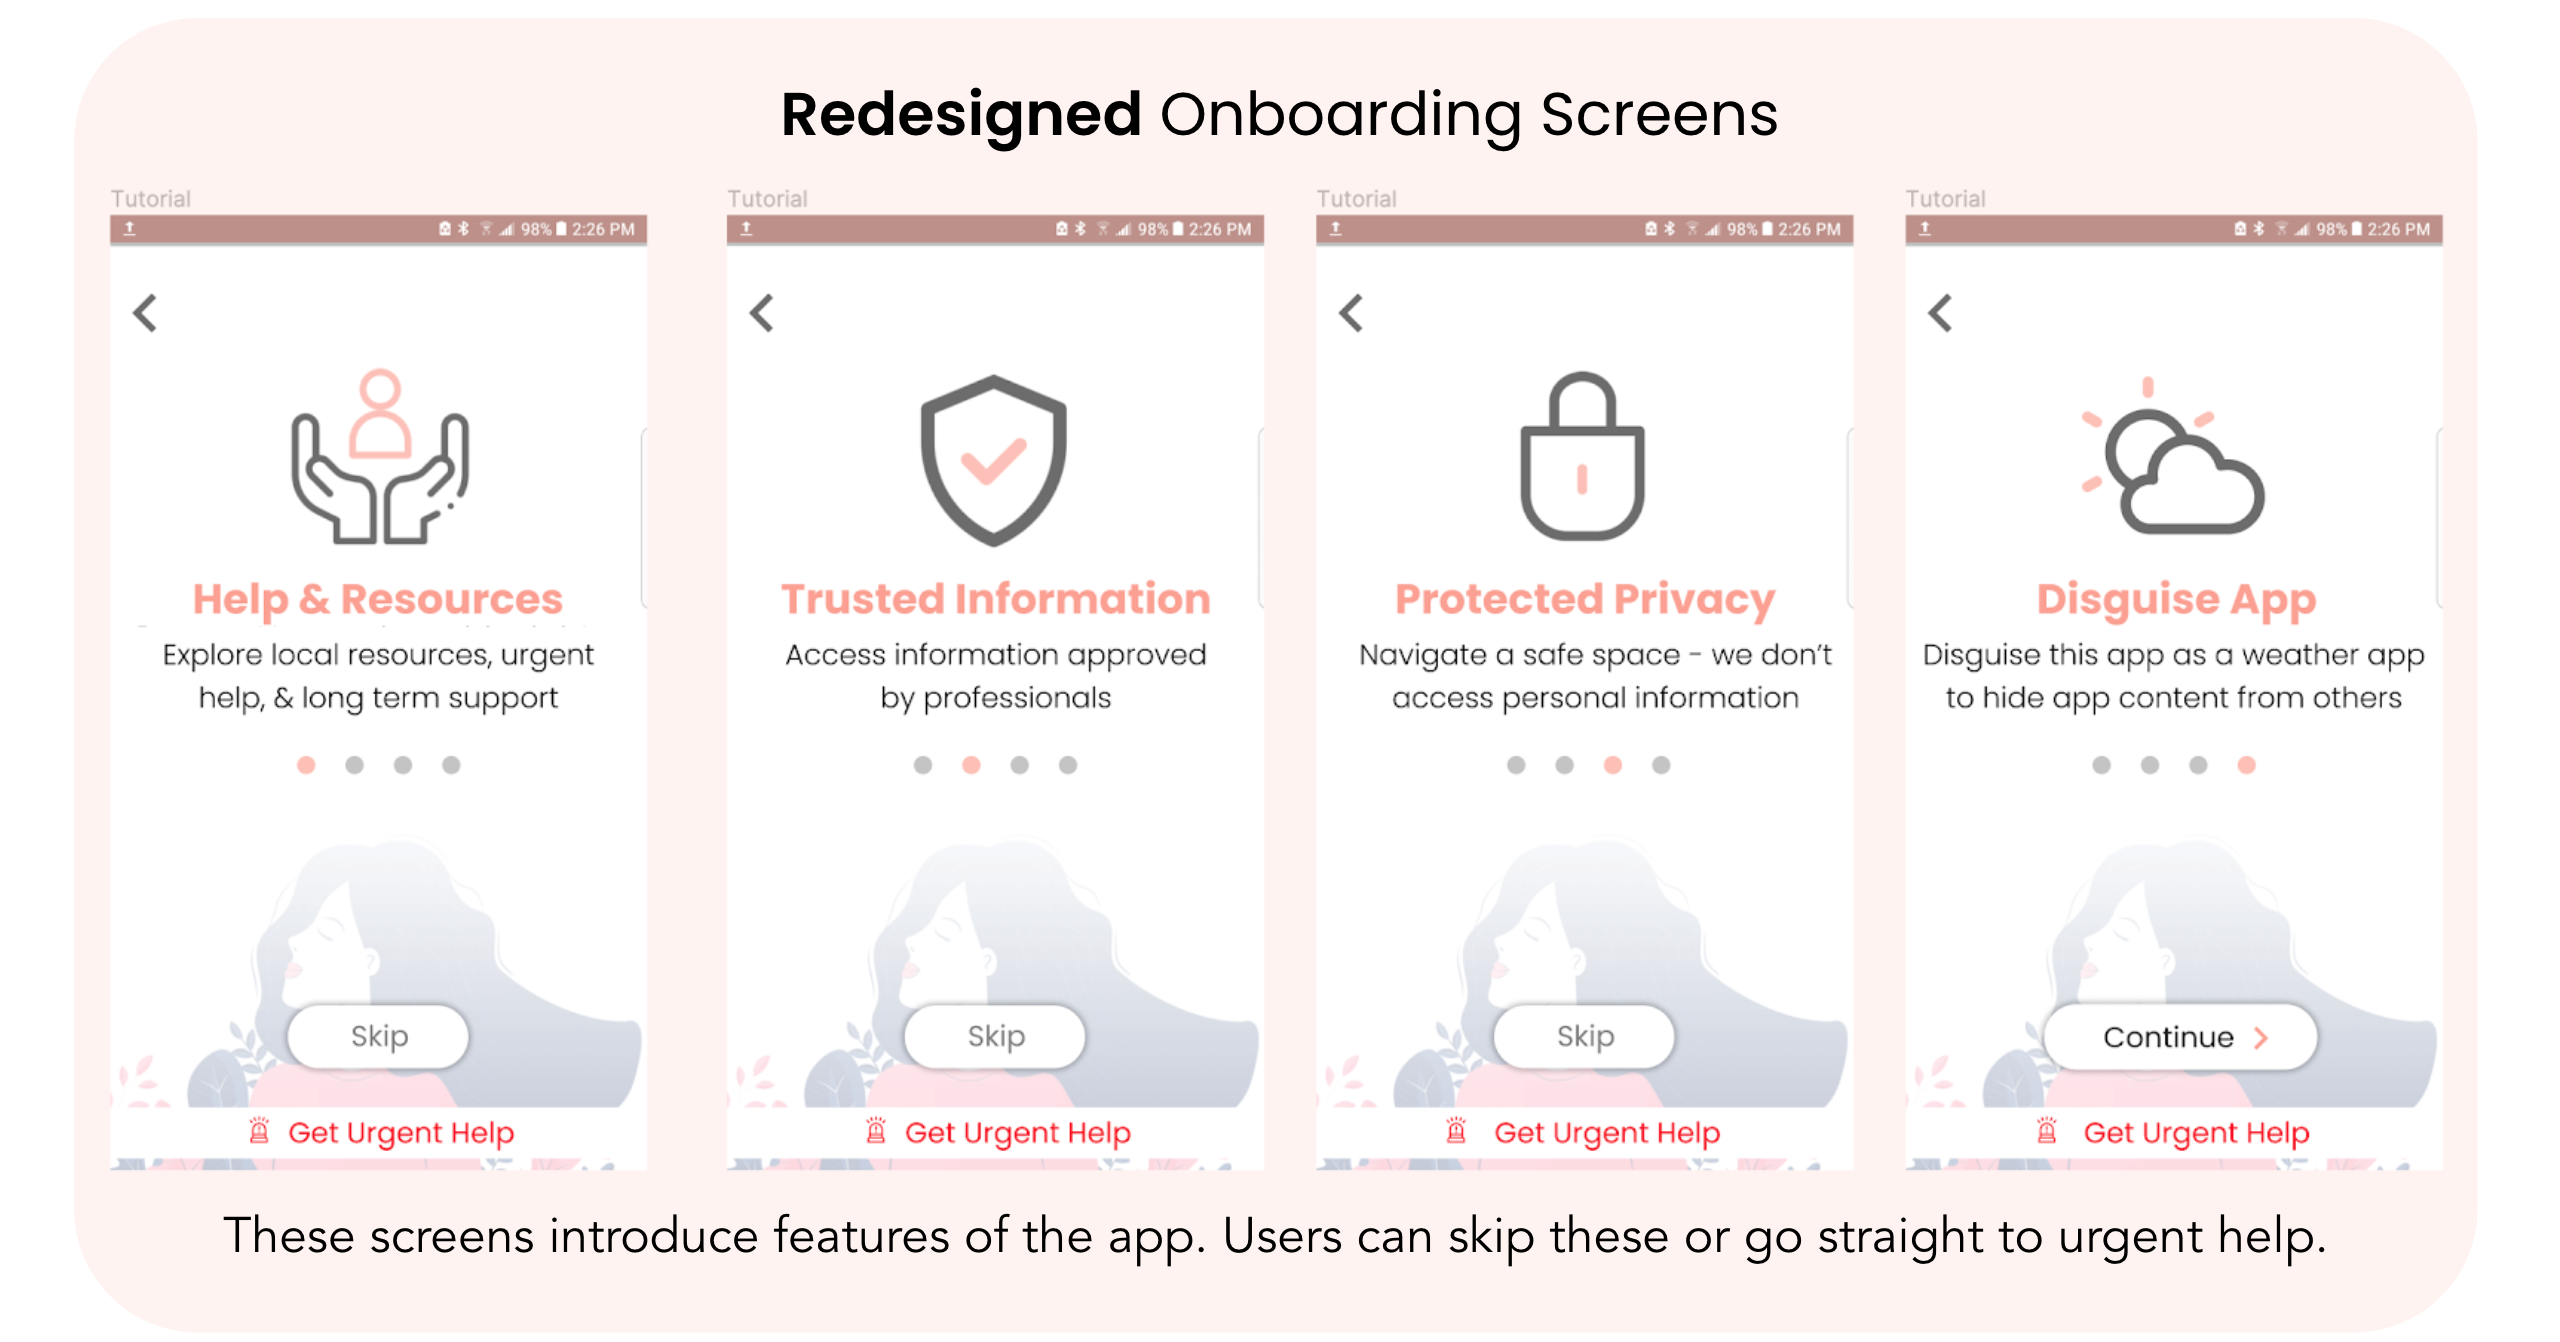 Redesigned Onboarding Screens
Tutorial
98% 2:26 PM
Help & Resources
Explore local resources, urgent
help, & long term support
Skip
Get Urgent Help
Tutorial
98% 2:26 PM
Trusted Information
Access information approved
by professionals
Skip
Get Urgent Help
Tutorial
98% 2:26 PM
Protected Privacy
Navigate a safe space - we don't
access personal information
Skip
Get Urgent Help
Tutorial
98% 2:26 PM
Disguise App
Disguise this app as a weather app
to hide app content from others
Continue
Get Urgent Help
These screens introduce features of the app. Users can skip these or go straight to urgent help.